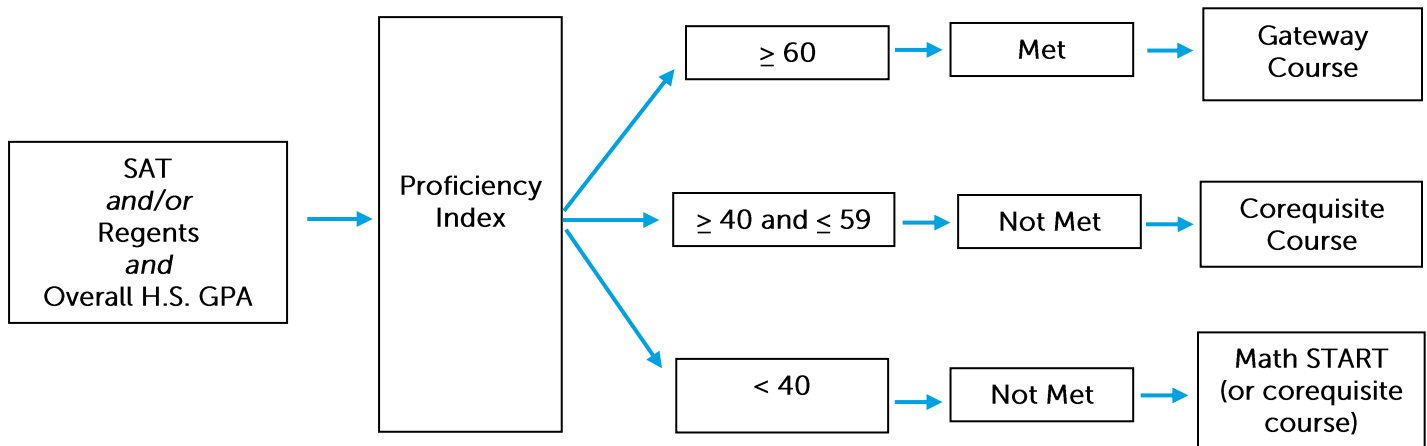 SAT
and/or
Regents
and
Overall H.S. GPA
Proficiency
Index
≥ 60
Met
Gateway
Course
≥ 40 and ≤ 59
Not Met
Corequisite
Course
< 40
Not Met
Math START
(or corequisite
course)